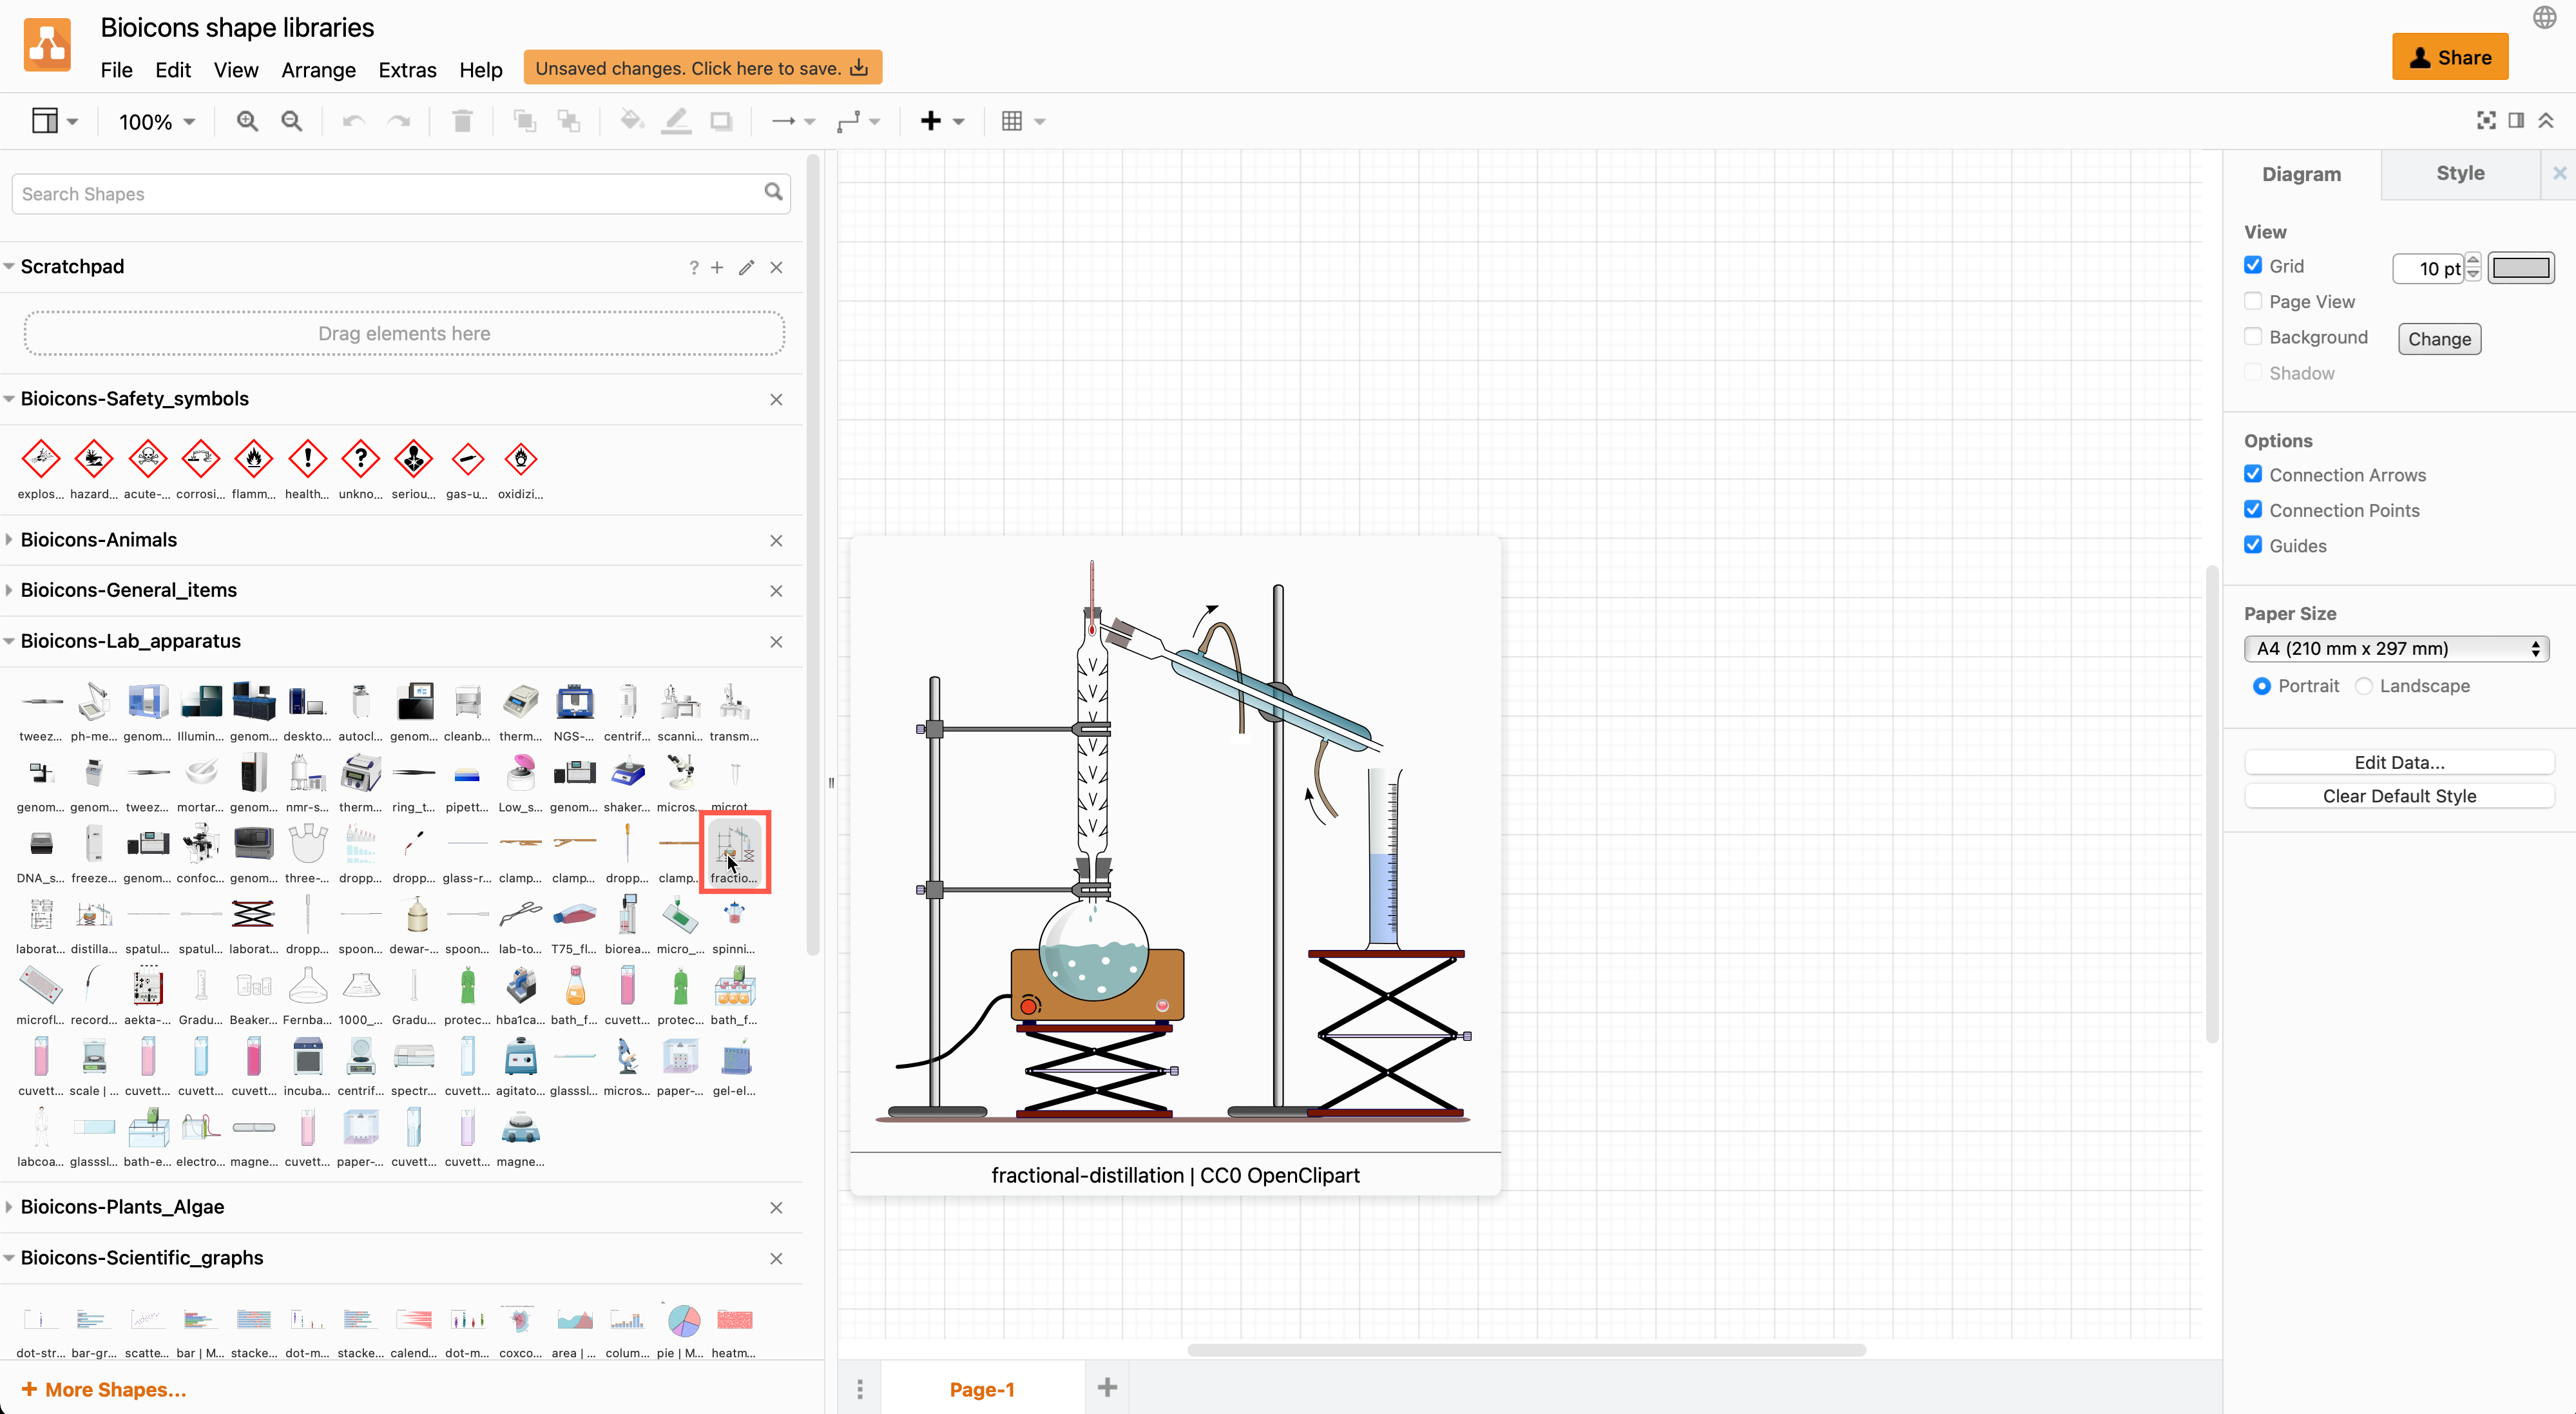 Bioicons shape libraries
File Edit View Arrange Extras Help Unsaved changes. Click here to save.
Share
100%
Search Shapes
Scratchpad ?
Drag elements here
Bioicons-Safety_symbols
explos... hazard... acute-... corrosi... flamm... health... unkno... seriou... gas-u... oxidizi...
Bioicons-Animals
Bioicons-General_items
Bioicons-Lab_apparatus
tweez... ph-me... genom... Illumin... genom... deskto... autocl... genom... cleanb... therm... NGS-... centrif... scanni... transm...
genom... genom... tweez... mortar... genom... nmr-s... therm... ring_t... pipett... Low_s... genom... shaker... micros... microt...
DNA_s... freeze... genom... confoc... genom... three-... dropp... dropp... glass-r... clamp... clamp... dropp... clamp... fractio...
laborat... distilla... spatul... spatul... laborat... dropp... spoon... dewar-... spoon... lab-to... T75_fl... biorea... micro_... spinni...
microfl... record... aekta-... Gradu... Beaker... Fernba... 1000_... Gradu... protec... hba1ca... bath_f... cuvett... protec... bath_f...
cuvett... scale | ... cuvett... cuvett... cuvett... incuba... centrif... spectr... cuvett... agitato... glasssl... micros... paper-... gel-el...
labcoa... glasssl... bath-e... electro... magne... cuvett... paper-... cuvett... cuvett... magne...
Bioicons-Plants_Algae
Bioicons-Scientific_graphs
dot-str... bar-gr... scatte... bar | M... stacke... dot-m... stacke... calend... dot-m... coxco... area | ... colum... pie | M... heatm...
More Shapes...
fractional-distillation | CC0 OpenClipart
Page-1
Diagram Style
View
Grid 10 pt
Page View
Background Change
Shadow
Options
Connection Arrows
Connection Points
Guides
Paper Size
A4 (210 mm x 297 mm)
Portrait Landscape
Edit Data...
Clear Default Style